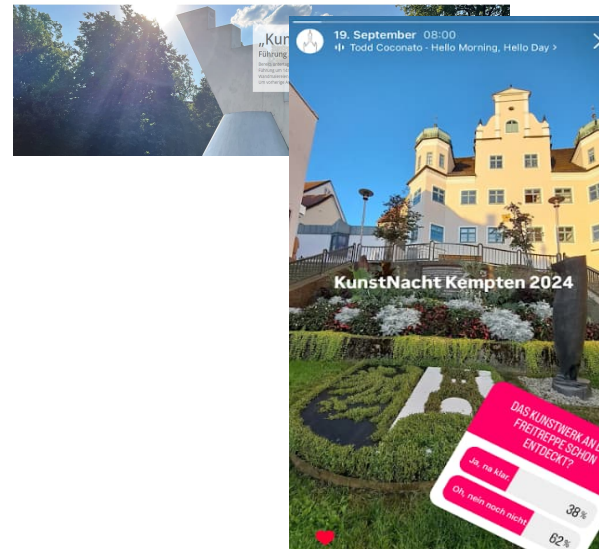 „Kun
Führung
19. September 08:00
Todd Coconato - Hello Morning, Hello Day >
KunstNacht Kempten 2024
DAS KUNSTWERK AN D
FREITREPPE SCHON
ENTDECKT?
Ja, na klar
38%
Oh, nein noch nicht
62%